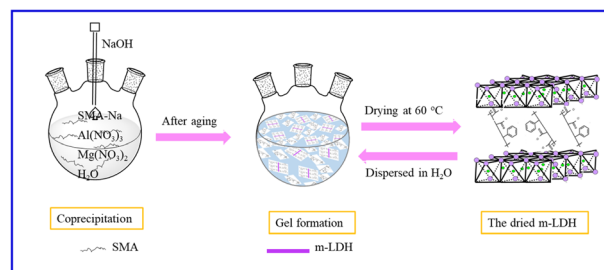 NaOH
SMA-Na
Al(NO₃)₃
Mg(NO₃)₂
H₂O
After aging
Drying at 60 °C
Dispersed in H₂O
Coprecipitation
Gel formation
The dried m-LDH
SMA
m-LDH